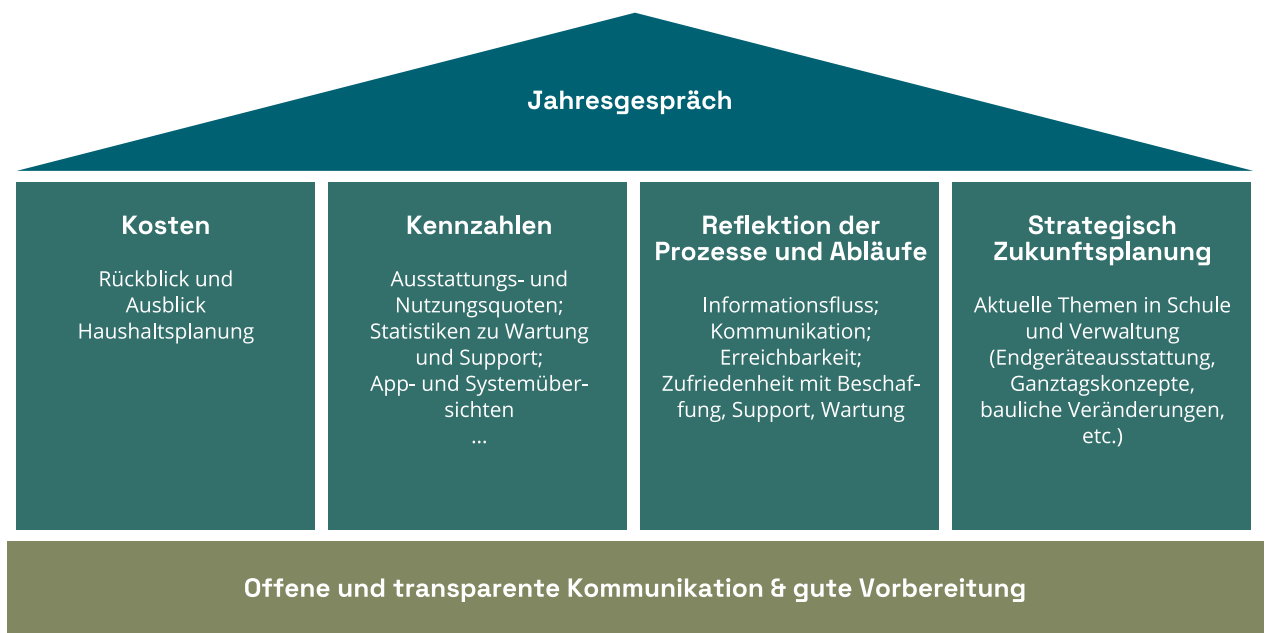 Jahresgespräch
Kosten
Rückblick und
Ausblick
Haushaltsplanung
Kennzahlen
Ausstattungs- und
Nutzungsquoten;
Statistiken zu Wartung
und Support;
App- und Systemüber-
sichten
...
Reflektion der
Prozesse und Abläufe
Informationsfluss;
Kommunikation;
Erreichbarkeit;
Zufriedenheit mit Beschaf-
fung, Support, Wartung
Strategisch
Zukunftsplanung
Aktuelle Themen in Schule
und Verwaltung
(Endgeräteausstattung,
Ganztagskonzepte,
bauliche Veränderungen,
etc.)
Offene und transparente Kommunikation & gute Vorbereitung